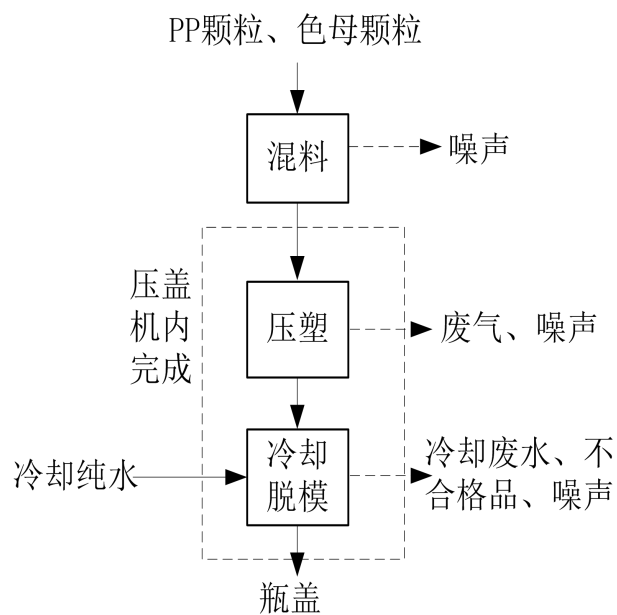 PP颗粒、色母颗粒
混料
噪声
压盖
机内
完成
压塑
废气、噪声
冷却纯水
冷却
脱模
冷却废水、不
合格品、噪声
瓶盖